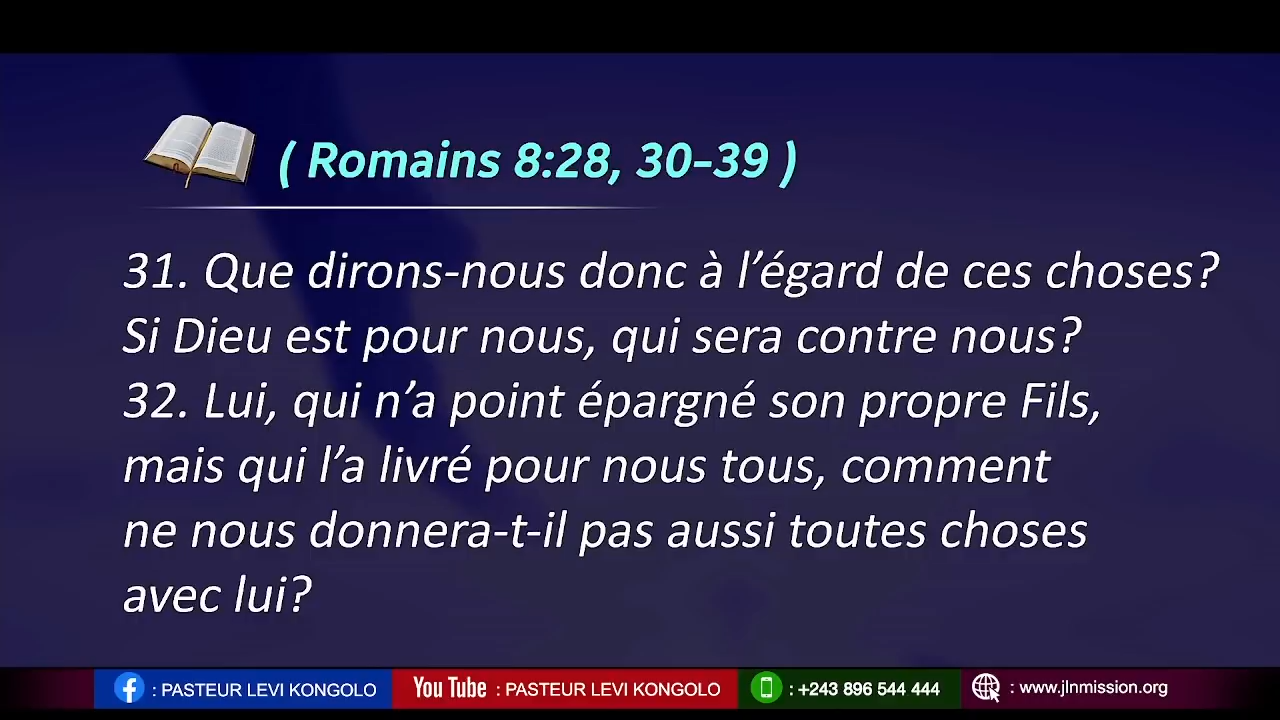 ( Romains 8:28, 30-39 )
31. Que dirons-nous donc à l’égard de ces choses?
Si Dieu est pour nous, qui sera contre nous?
32. Lui, qui n’a point épargné son propre Fils,
mais qui l’a livré pour nous tous, comment
ne nous donnera-t-il pas aussi toutes choses
avec lui?
f : PASTEUR LEVI KONGOLO You Tube : PASTEUR LEVI KONGOLO : +243 896 544 444 : www.jlnmission.org